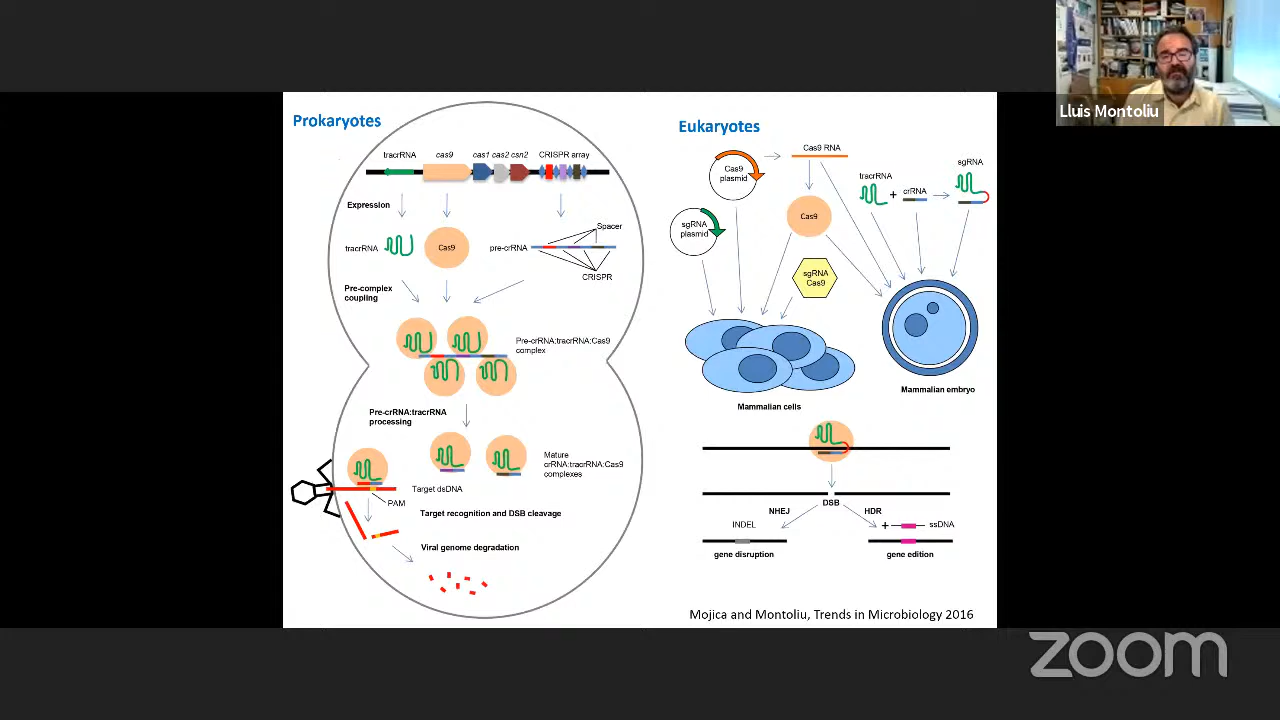 Lluis Montoliu
Prokaryotes
tracrRNA
cas9
cas1 cas2 csn2
CRISPR array
Expression
tracrRNA
Cas9
pre-crRNA
Spacer
CRISPR
Pre-complex
coupling
Pre-crRNA:tracrRNA:Cas9
complex
Pre-crRNA:tracrRNA
processing
Mature
crRNA:tracrRNA:Cas9
complexes
Target dsDNA
PAM
Target recognition and DSB cleavage
Viral genome degradation
Eukaryotes
Cas9
plasmid
Cas9 RNA
sgRNA
tracrRNA
+
crRNA
sgRNA
plasmid
Cas9
sgRNA
Cas9
Mammalian embryo
Mammalian cells
DSB
NHEJ
HDR
INDEL
+
ssDNA
gene disruption
gene edition
Mojica and Montoliu, Trends in Microbiology 2016
zoom